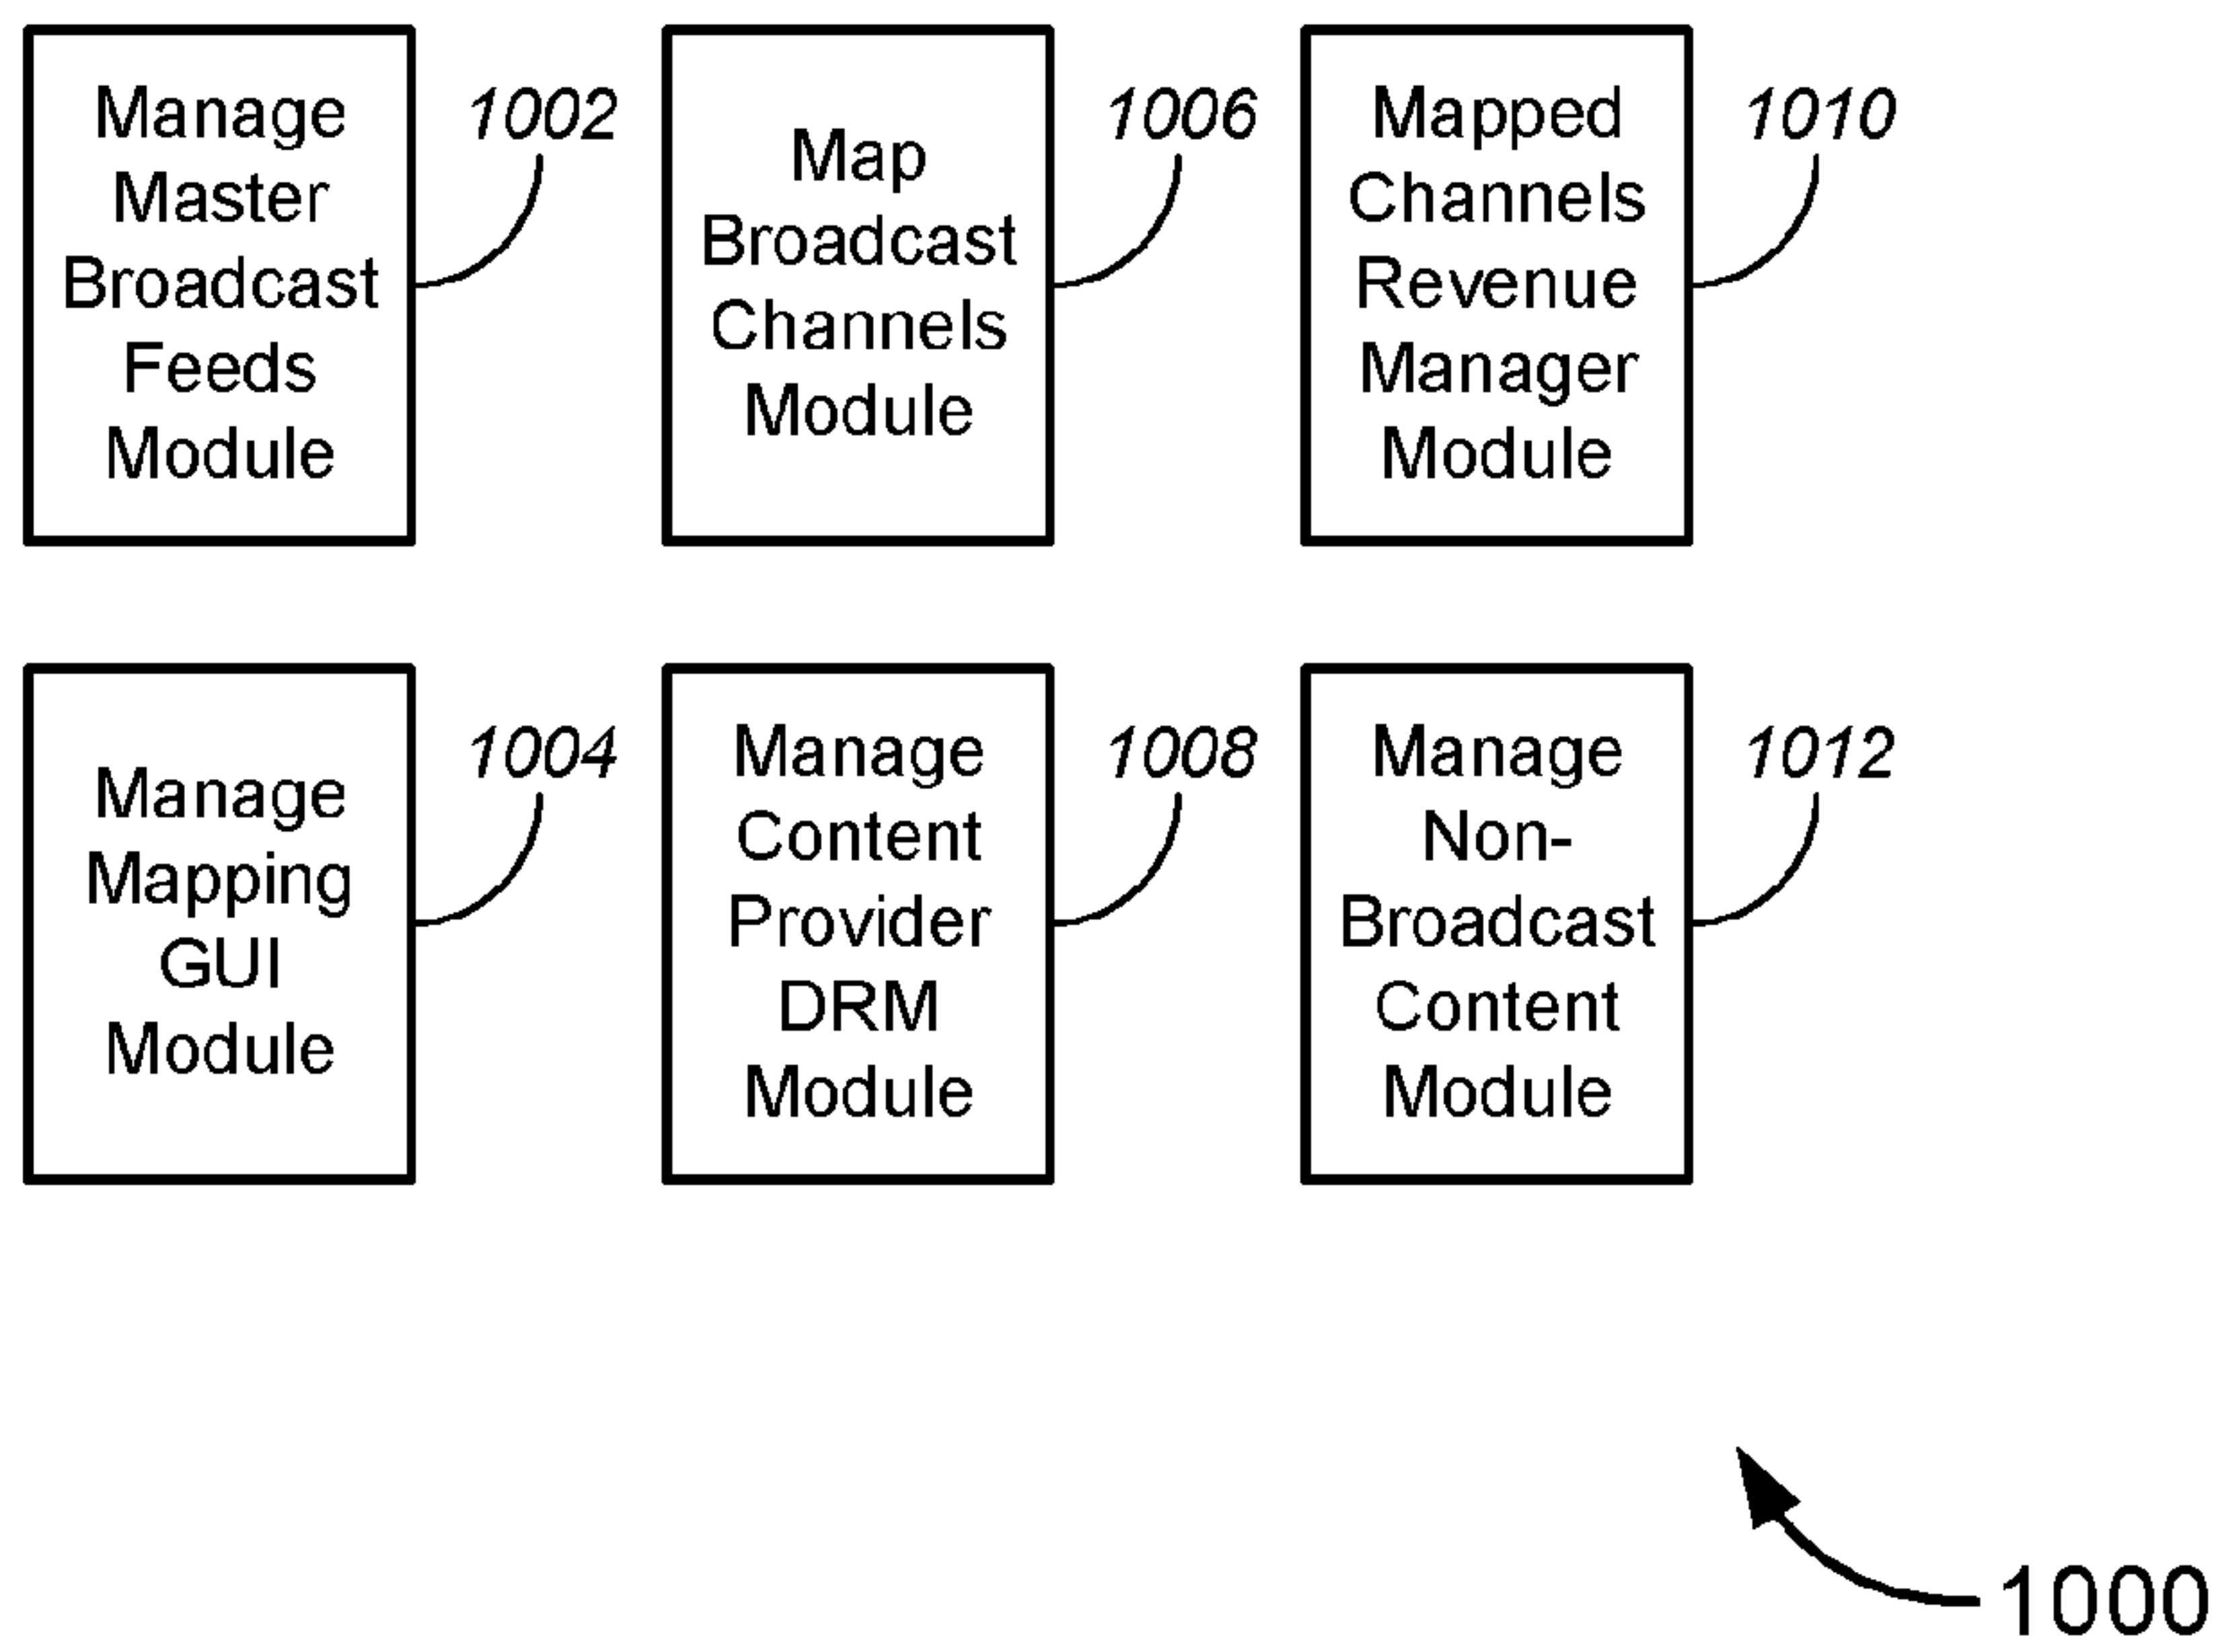 Manage
Master
Broadcast
Feeds
Module
1002
Map
Broadcast
Channels
Module
1006
Mapped
Channels
Revenue
Manager
Module
1010
Manage
Mapping
GUI
Module
1004
Manage
Content
Provider
DRM
Module
1008
Manage
Non-
Broadcast
Content
Module
1012
1000